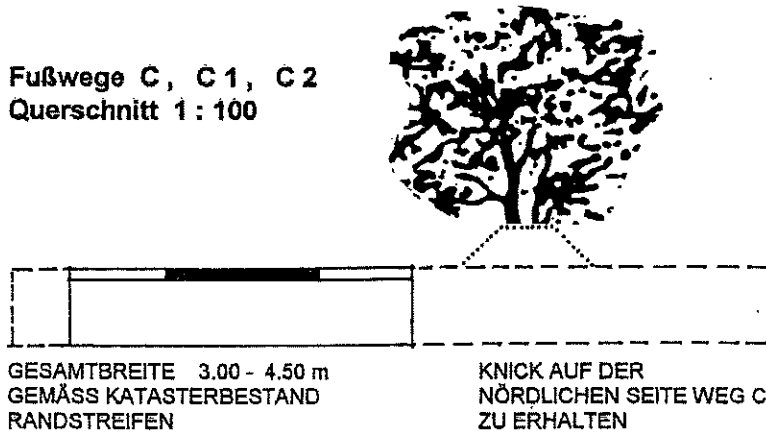 Fußwege C, C 1, C 2
Querschnitt 1 : 100
GESAMTBREITE 3.00 - 4.50 m
GEMÄSS KATASTERBESTAND
RANDSTREIFEN
KNICK AUF DER
NÖRDLICHEN SEITE WEG C
ZU ERHALTEN